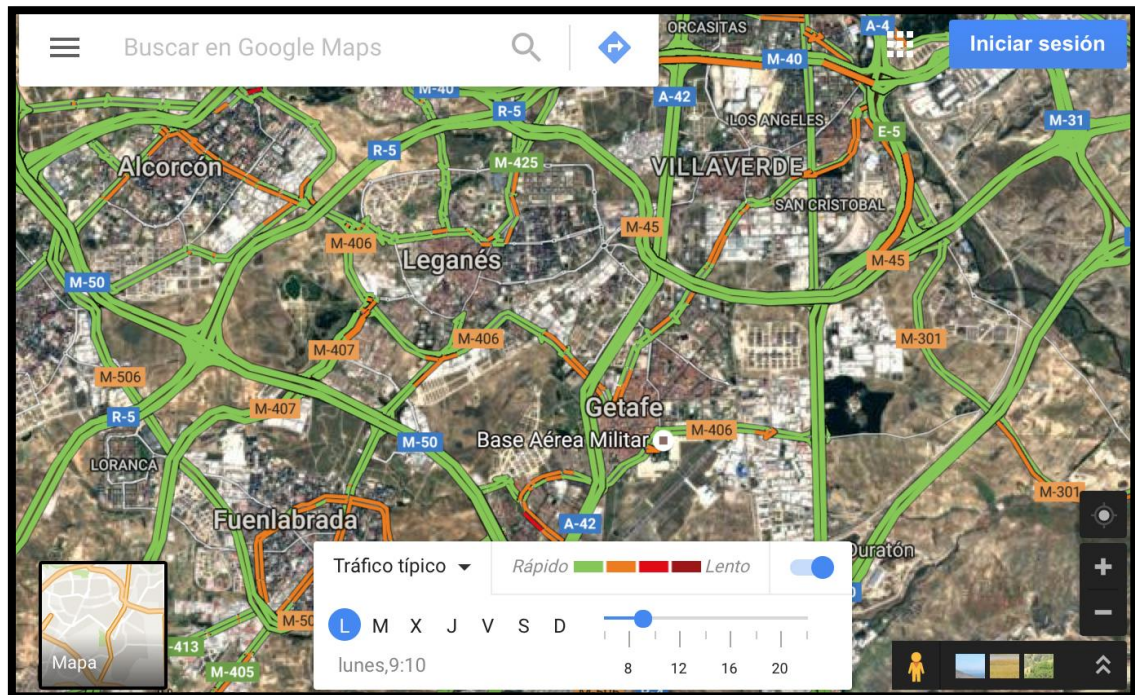 Buscar en Google Maps
Iniciar sesión
ORCASITAS
A-4
M-40
M-40
A-42
R-5
LOS ANGELES
M-31
E-5
R-5
M-425
Alcorcón
VILLAVERDE
SAN CRISTOBAL
M-45
M-406
Leganés
M-45
M-50
M-406
M-301
M-407
M-506
M-407
R-5
Getafe
M-406
M-50
Base Aérea Militar
LORANCA
M-301
Fuenlabrada
A-42
Duratón
Tráfico típico
Rápido
Lento
L M X J V S D
lunes,9:10
8 12 16 20
M-50
-413
M-405
Mapa